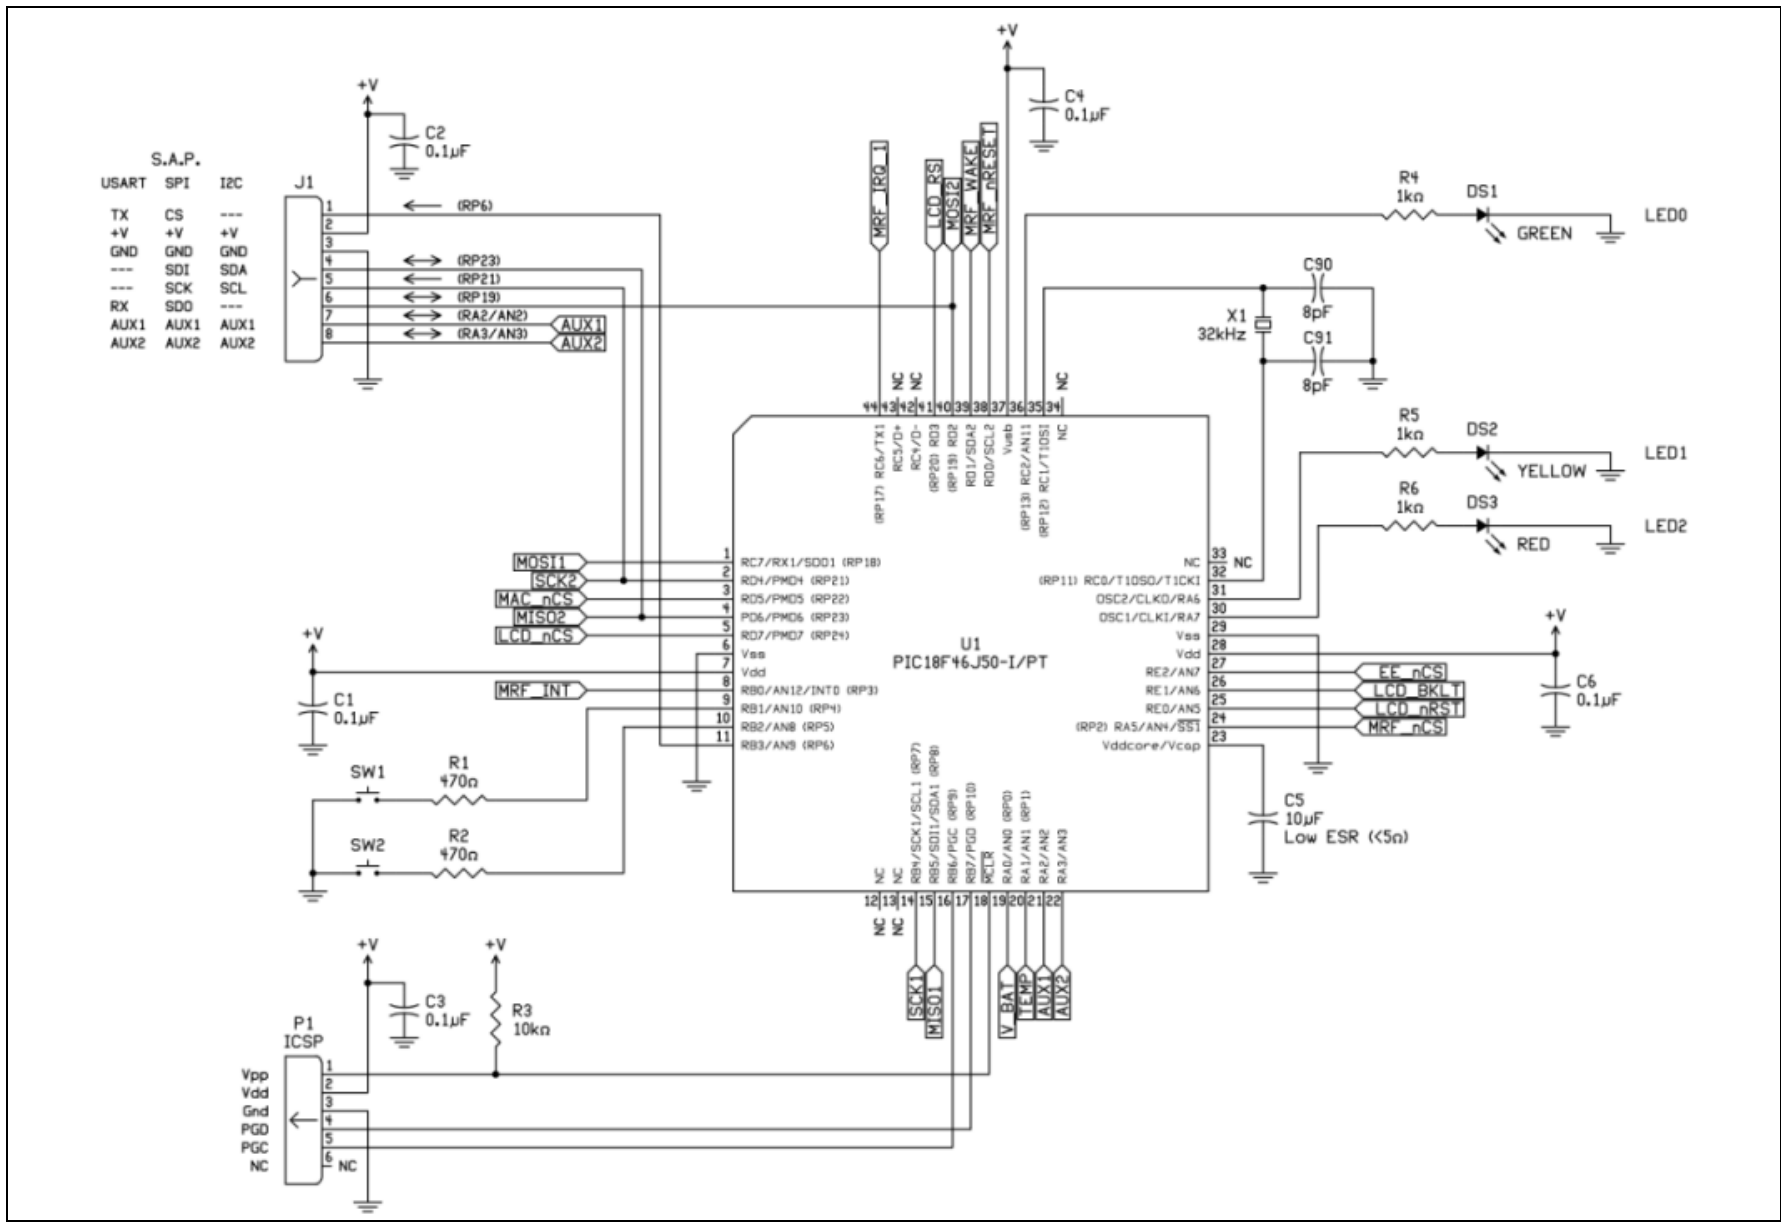 +V
C4
0.1µF
+V
C2
0.1µF
S.A.P.
USART SPI I2C
J1
TX CS ---
+V +V +V
GND GND GND
--- SDI SDA
--- SCK SCL
RX SDO ---
AUX1 AUX1 AUX1
AUX2 AUX2 AUX2
1 (RP6)
2
3
4 (RP23)
5 (RP21)
6 (RP19)
7 (RA2/AN2) AUX1
8 (RA3/AN3) AUX2
MRF_IRQ_1
LCD_RS
MOSI2
MRF_WAKE
MRF_nRESET
R4
1kΩ
DS1
GREEN
LED0
C90
8pF
X1
32kHz
C91
8pF
R5
1kΩ
DS2
YELLOW
LED1
R6
1kΩ
DS3
RED
LED2
NC NC NC
44 43 42 41 40 39 38 37 36 35 34
(RP17) RC6/TX1
RC5/D+
RC4/D-
(RP20) RD3
(RP19) RD2
RD1/SDA2
RD0/SCL2
Vusb
(RP13) RC2/AN11
(RP12) RC1/T1OSI
NC
MOSI1 1 RC7/RX1/SDO1 (RP18)
SCK2 2 RD4/PMD4 (RP21)
MAC_nCS 3 RD5/PMD5 (RP22)
MISO2 4 PD6/PMD6 (RP23)
LCD_nCS 5 RD7/PMD7 (RP24)
6 Vss
7 Vdd
MRF_INT 8 RB0/AN12/INT0 (RP3)
9 RB1/AN10 (RP4)
10 RB2/AN8 (RP5)
11 RB3/AN9 (RP6)
U1
PIC18F46J50-I/PT
NC 33 NC
(RP11) RC0/T1OSO/T1CKI 32
OSC2/CLKO/RA6 31
OSC1/CLKI/RA7 30
Vss 29
Vdd 28
RE2/AN7 27 EE_nCS
RE1/AN6 26 LCD_BKLT
RE0/AN5 25 LCD_nRST
(RP2) RA5/AN4/SS1 24 MRF_nCS
Vddcore/Vcap 23
+V
C6
0.1µF
C5
10µF
Low ESR (<5Ω)
+V
C1
0.1µF
SW1
R1
470Ω
SW2
R2
470Ω
NC
NC
RB4/SCK1/SCL1 (RP7)
RB5/SDI1/SDA1 (RP8)
RB6/PGC (RP9)
RB7/PGD (RP10)
MCLR
RA0/AN0 (RP0)
RA1/AN1 (RP1)
RA2/AN2
RA3/AN3
12 13 14 15 16 17 18 19 20 21 22
NC NC
SCK1
MISO1
V_BAT
TEMP
AUX1
AUX2
+V
C3
0.1µF
+V
R3
10kΩ
P1
ICSP
Vpp 1
Vdd 2
Gnd 3
PGD 4
PGC 5
NC 6 NC